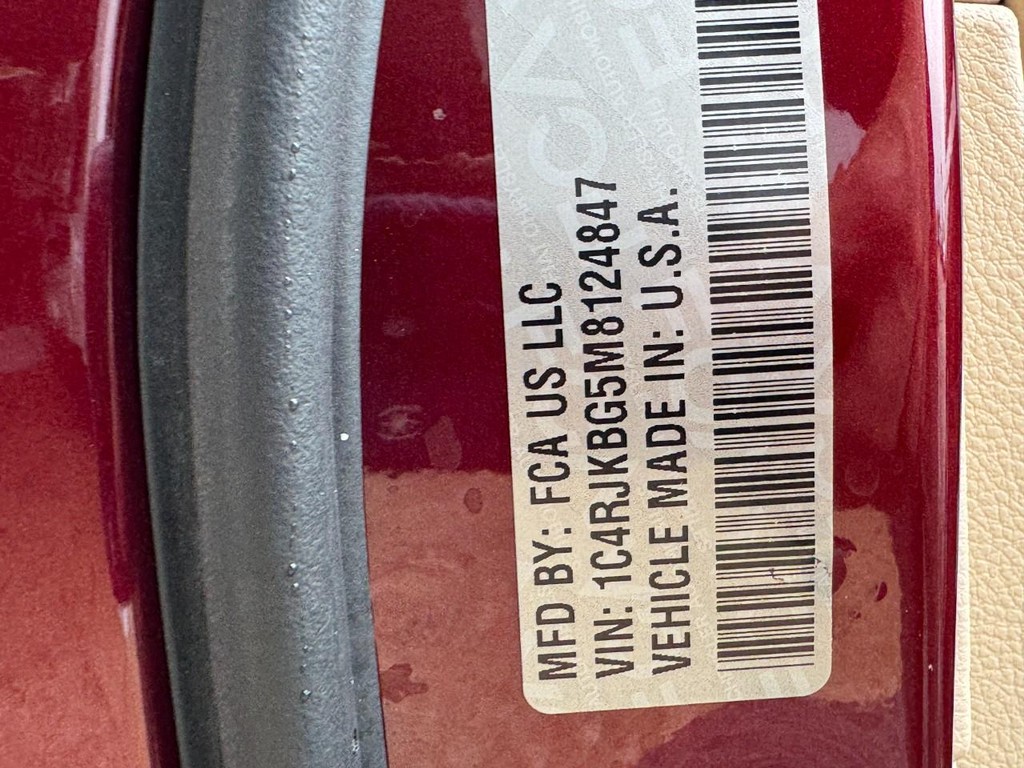 MFD BY: FCA US LLC
VIN: 1C4RJKBG5M8124847
VEHICLE MADE IN: U.S.A.